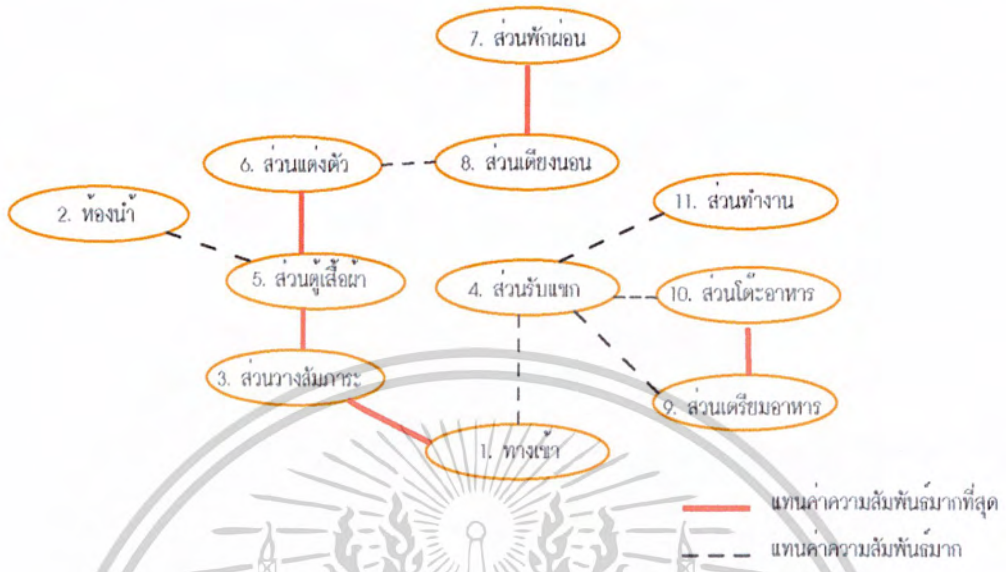 7. ส่วนพักผ่อน
6. ส่วนแต่งตัว
8. ส่วนเตียงนอน
2. ห้องน้ำ
11. ส่วนทำงาน
5. ส่วนตู้เสื้อผ้า
4. ส่วนรับแขก
10. ส่วนโต๊ะอาหาร
3. ส่วนวางสัมภาระ
9. ส่วนเตรียมอาหาร
1. ทางเข้า
แทนค่าความสัมพันธ์มากที่สุด
แทนค่าความสัมพันธ์มาก